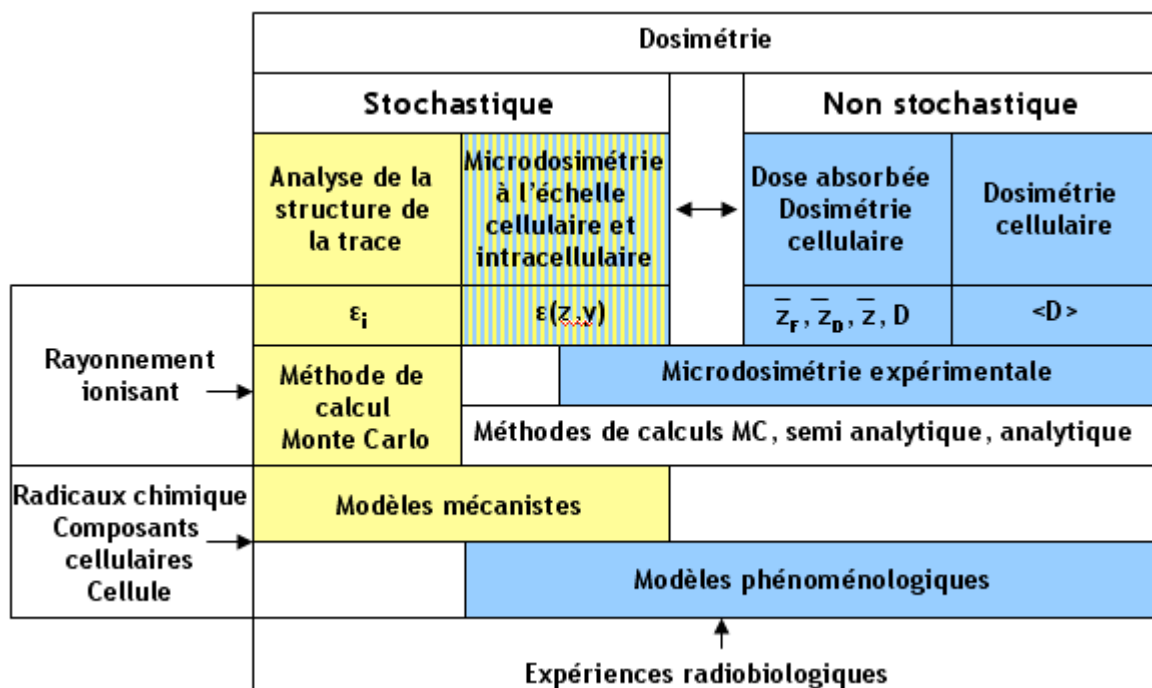 Dosimétrie
Stochastique
Non stochastique
Analyse de la
structure de
la trace
Microdosimétrie
à l'échelle
cellulaire et
intracellulaire
Dose absorbée
Dosimétrie
cellulaire
Dosimétrie
cellulaire
εi
ε(z,y)
z̅F, z̅D, z̅, D
<D>
Rayonnement
ionisant
Méthode de
calcul
Monte Carlo
Microdosimétrie expérimentale
Méthodes de calculs MC, semi analytique, analytique
Radicaux chimique
Composants
cellulaires
Cellule
Modèles mécanistes
Modèles phénoménologiques
Expériences radiobiologiques